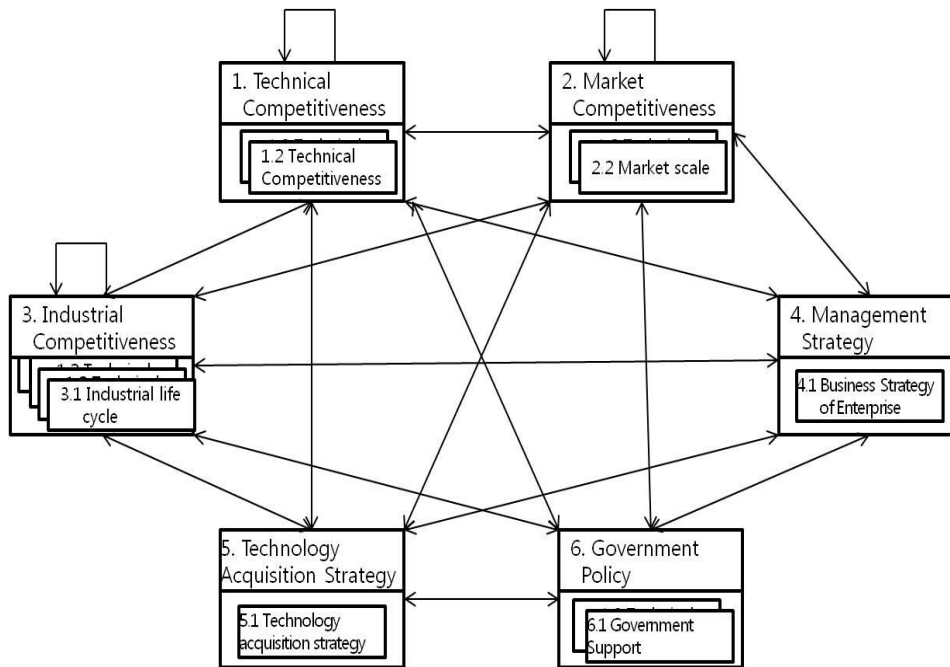 1. Technical
Competitiveness
1.2 Technical
Competitiveness
2. Market
Competitiveness
2.2 Market scale
3. Industrial
Competitiveness
3.1 Industrial life
cycle
4. Management
Strategy
4.1 Business Strategy
of Enterprise
5. Technology
Acquisition Strategy
5.1 Technology
acquisition strategy
6. Government
Policy
6.1 Government
Support